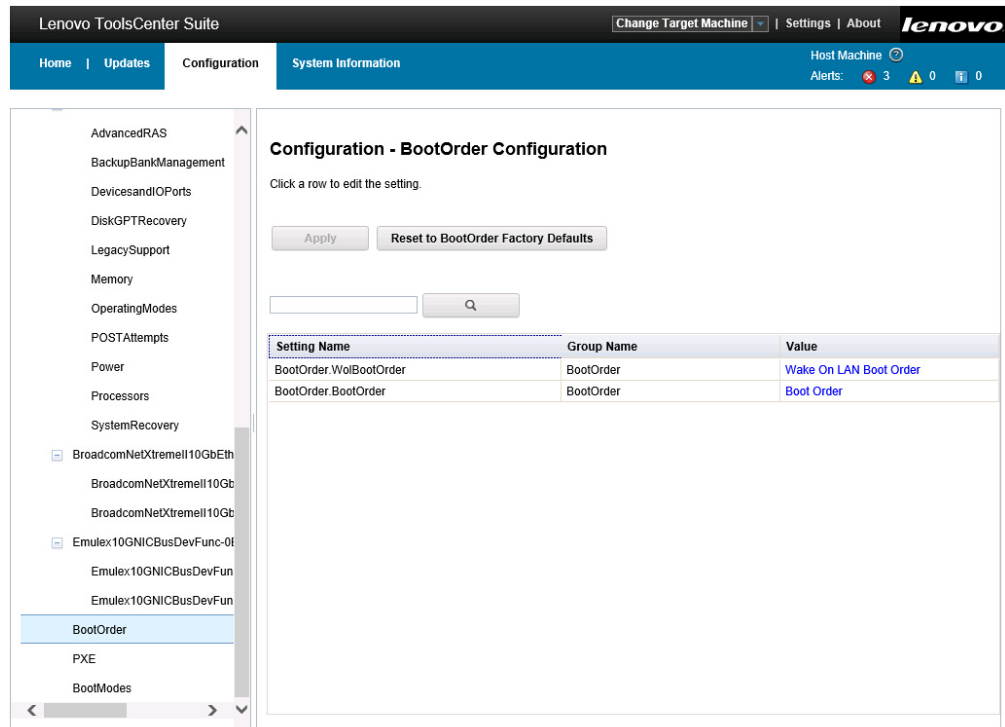 Lenovo ToolsCenter Suite
Change Target Machine | Settings | About
lenovo
Home | Updates Configuration System Information
Host Machine ?
Alerts: 3 0 0
AdvancedRAS
BackupBankManagement
DevicesandIOPorts
DiskGPTRecovery
LegacySupport
Memory
OperatingModes
POSTAttempts
Power
Processors
SystemRecovery
BroadcomNetXtremeII10GbEth
BroadcomNetXtremeII10Gb
BroadcomNetXtremeII10Gb
Emulex10GNICBusDevFunc-0
Emulex10GNICBusDevFun
Emulex10GNICBusDevFun
BootOrder
PXE
BootModes
Configuration - BootOrder Configuration
Click a row to edit the setting.
Apply Reset to BootOrder Factory Defaults
Setting Name Group Name Value
BootOrder.WolBootOrder BootOrder Wake On LAN Boot Order
BootOrder.BootOrder BootOrder Boot Order